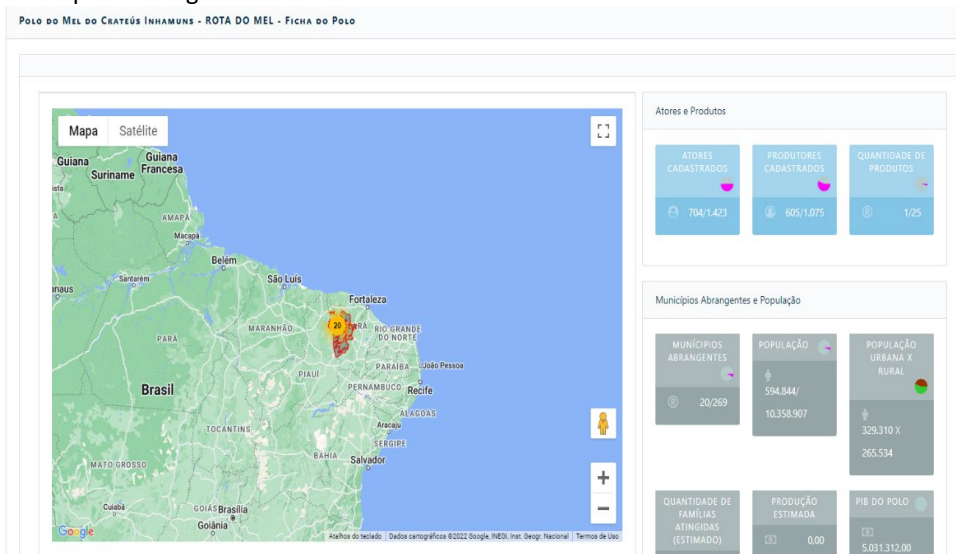 POLO DO MEL DO CRATEÚS INHAMUNS - ROTA DO MEL - FICHA DO POLO
Mapa
Satélite
Guiana
Suriname
Guiana
Francesa
AMAPÁ
Macapá
Belém
Santarém
São Luís
Fortaleza
20
MARANHÃO
RIO GRANDE
DO NORTE
PARÁ
PARAÍBA
João Pessoa
PIAUÍ
PERNAMBUCO
Recife
Brasil
ALAGOAS
Aracaju
TOCANTINS
SERGIPE
BAHIA
Salvador
MATO GROSSO
Cuiabá
GOIÁS
Brasília
Goiânia
Google
Atalhos do teclado
Dados cartográficos ©2022 Google, INEGI, Inst. Geogr. Nacional
Termos de Uso
Atores e Produtos
ATORES
CADASTRADOS
704/1.423
PRODUTORES
CADASTRADOS
605/1.075
QUANTIDADE DE
PRODUTOS
1/25
Municípios Abrangentes e População
MUNÍCIPIOS
ABRANGENTES
20/269
POPULAÇÃO
594.844/
10.358.907
POPULAÇÃO
URBANA X
RURAL
329.310 X
265.534
QUANTIDADE DE
FAMÍLIAS
ATINGIDAS
(ESTIMADO)
PRODUÇÃO
ESTIMADA
0,00
PIB DO POLO
5.031.312,00